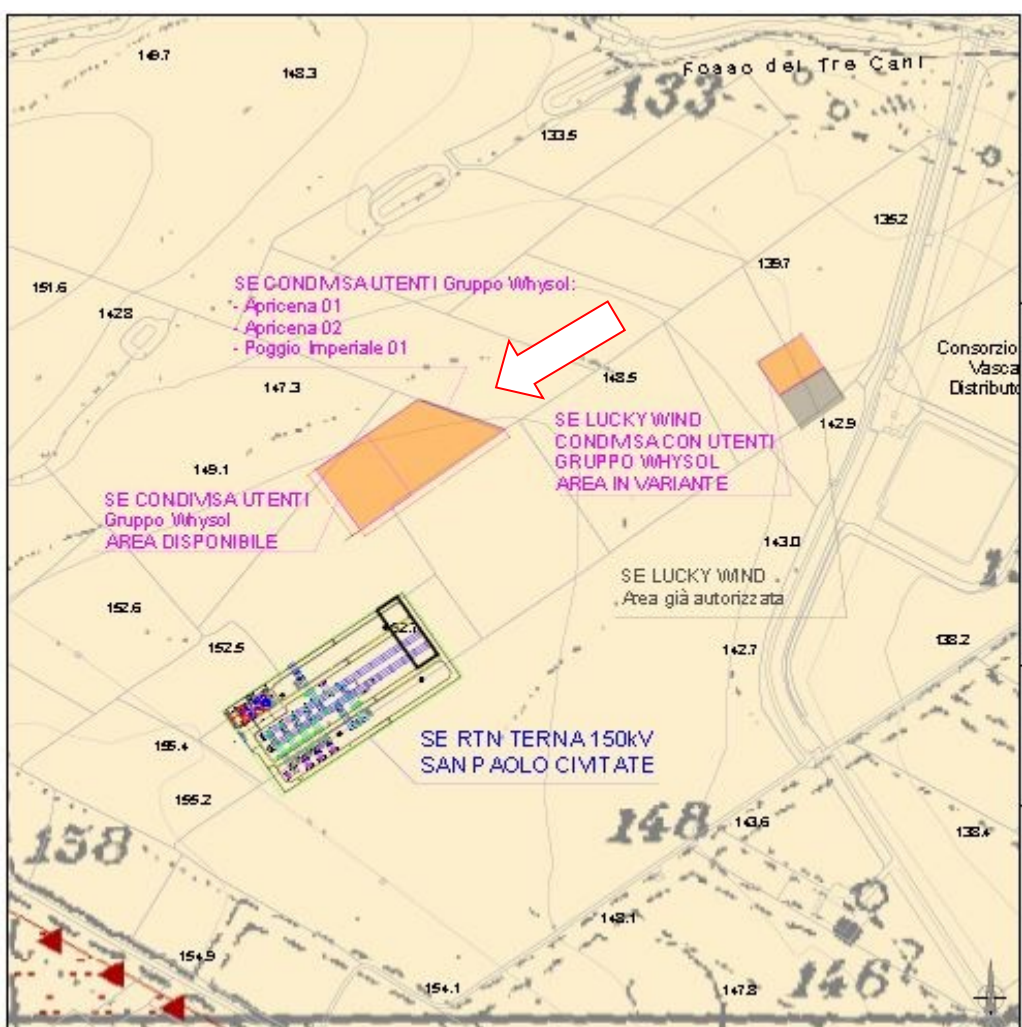 149.7
148.3
Fosso dei Tre Cani
133
133.5
135.2
139.7
151.6
142.8
SE CONDIVISA UTENTI Gruppo Whysol:
- Apricena 01
- Apricena 02
- Poggio Imperiale 01
Consorzio
Vasca
Distributo
147.3
148.5
142.9
SE LUCKY WIND
CONDIVISA CON UTENTI
GRUPPO WHYSOL
AREA IN VARIANTE
149.1
SE CONDIVISA UTENTI
Gruppo Whysol
AREA DISPONIBILE
143.0
SE LUCKY WIND
Area già autorizzata
152.6
152.5
152.7
142.7
138.2
155.4
SE RTN TERNA 150kV
SAN PAOLO CIVITATE
155.2
158
148
143.6
138.4
148.1
154.9
154.1
147.8
146